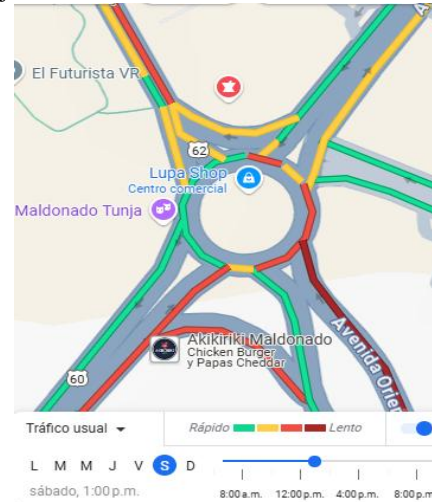 El Futurista VR
62
Lupa Shop
Centro comercial
Maldonado Tunja
Akikiriki Maldonado
Chicken Burger
y Papas Cheddar
60
Avenida Orien
Tráfico usual
Rápido
Lento
L M M J V S D
sábado, 1:00 p.m.
8:00 a.m. 12:00 p.m. 4:00 p.m. 8:00 p.m